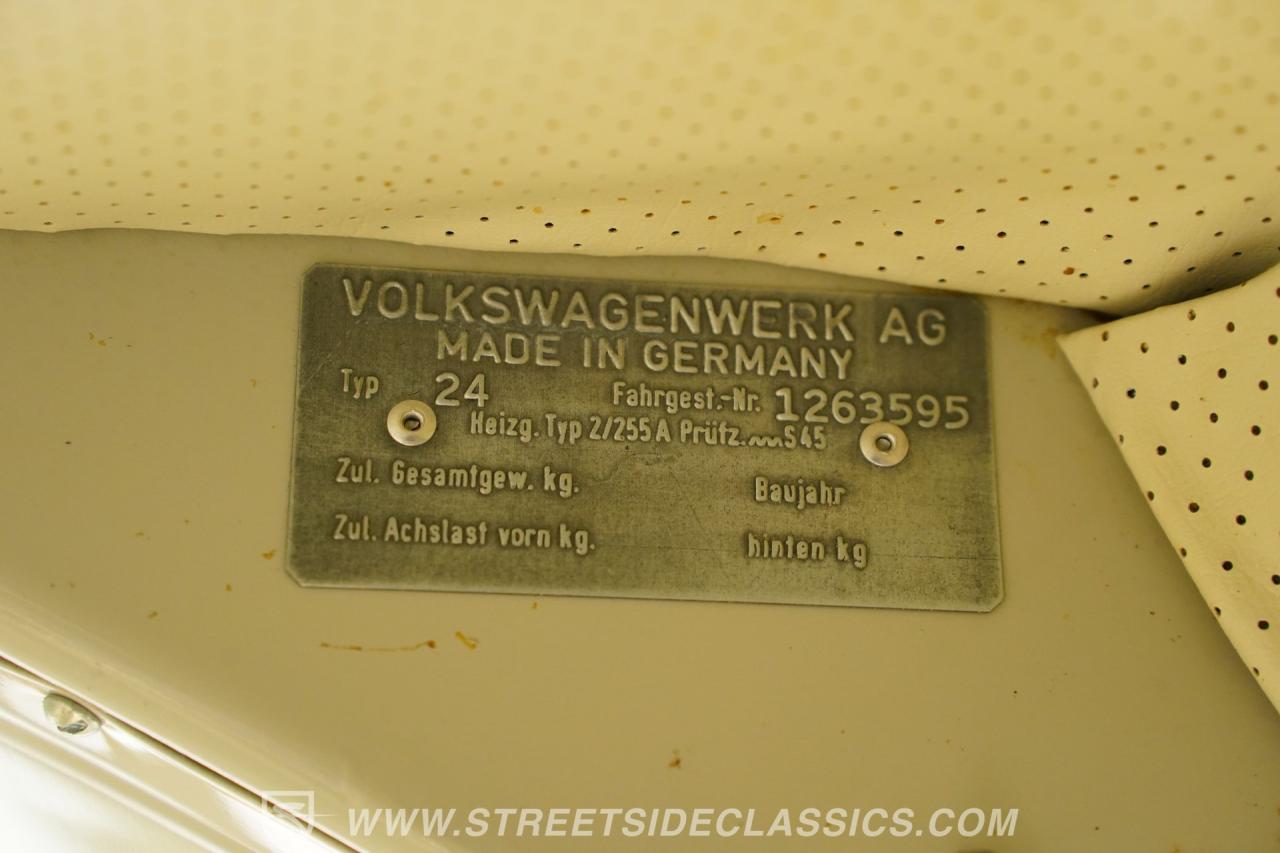 VOLKSWAGENWERK AG
MADE IN GERMANY
Typ 24 Fahrgest.-Nr. 1263595
Heizg. Typ 2/255 A Prüfz. 〰 S45
Zul. Gesamtgew. kg. Baujahr
Zul. Achslast vorn kg. hinten kg
WWW.STREETSIDECLASSICS.COM